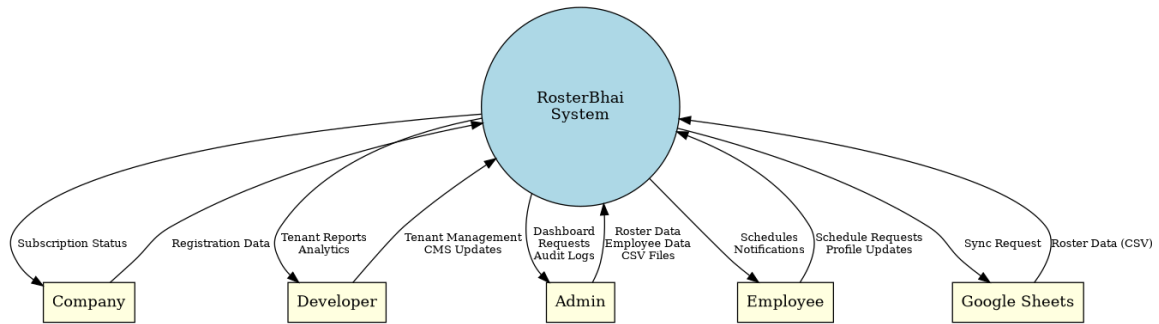 RosterBhai
System
Subscription Status
Registration Data
Tenant Reports
Analytics
Tenant Management
CMS Updates
Dashboard
Requests
Audit Logs
Roster Data
Employee Data
CSV Files
Schedules
Notifications
Schedule Requests
Profile Updates
Sync Request
Roster Data (CSV)
Company
Developer
Admin
Employee
Google Sheets